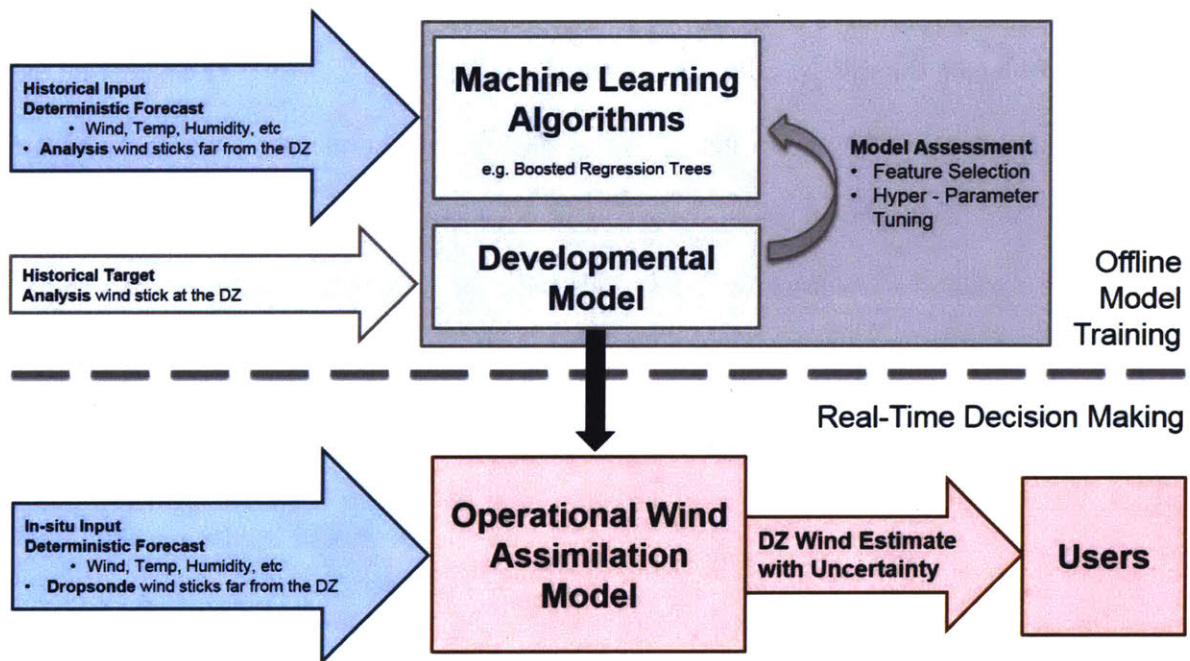 Historical Input
Deterministic Forecast
• Wind, Temp, Humidity, etc
• Analysis wind sticks far from the DZ
Machine Learning
Algorithms
e.g. Boosted Regression Trees
Model Assessment
• Feature Selection
• Hyper - Parameter
Tuning
Historical Target
Analysis wind stick at the DZ
Developmental
Model
Offline
Model
Training
Real-Time Decision Making
In-situ Input
Deterministic Forecast
• Wind, Temp, Humidity, etc
• Dropsonde wind sticks far from the DZ
Operational Wind
Assimilation
Model
DZ Wind Estimate
with Uncertainty
Users